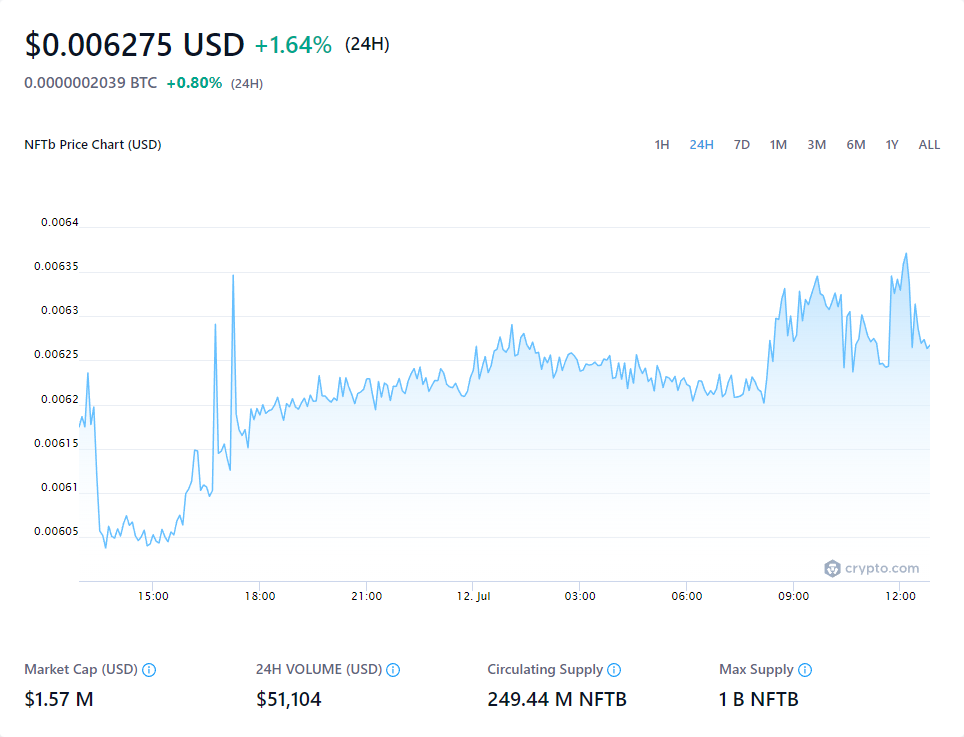 $0.006275 USD +1.64% (24H)
0.0000002039 BTC +0.80% (24H)
NFTb Price Chart (USD) 1H 24H 7D 1M 3M 6M 1Y ALL
0.0064
0.00635
0.0063
0.00625
0.0062
0.00615
0.0061
0.00605
crypto.com
15:00 18:00 21:00 12. Jul 03:00 06:00 09:00 12:00
Market Cap (USD) 24H VOLUME (USD) Circulating Supply Max Supply
$1.57 M $51,104 249.44 M NFTB 1 B NFTB